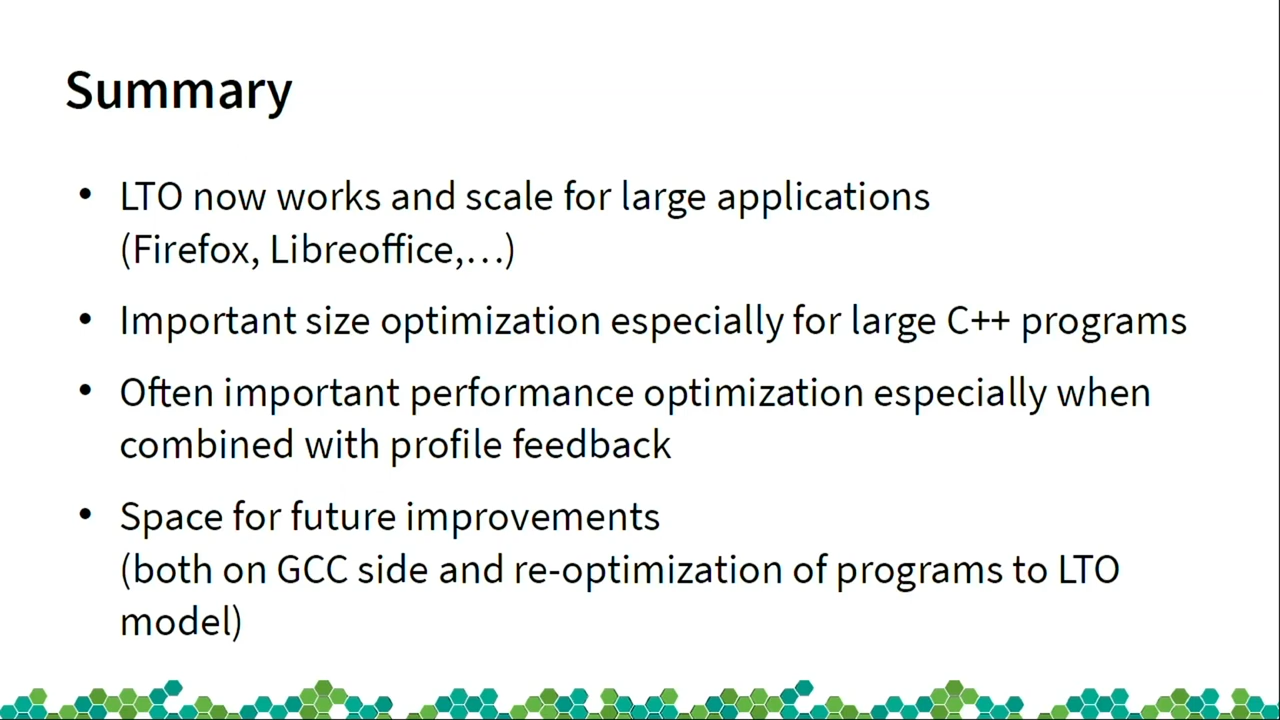 Summary
• LTO now works and scale for large applications
(Firefox, Libreoffice,…)
• Important size optimization especially for large C++ programs
• Often important performance optimization especially when
combined with profile feedback
• Space for future improvements
(both on GCC side and re-optimization of programs to LTO
model)